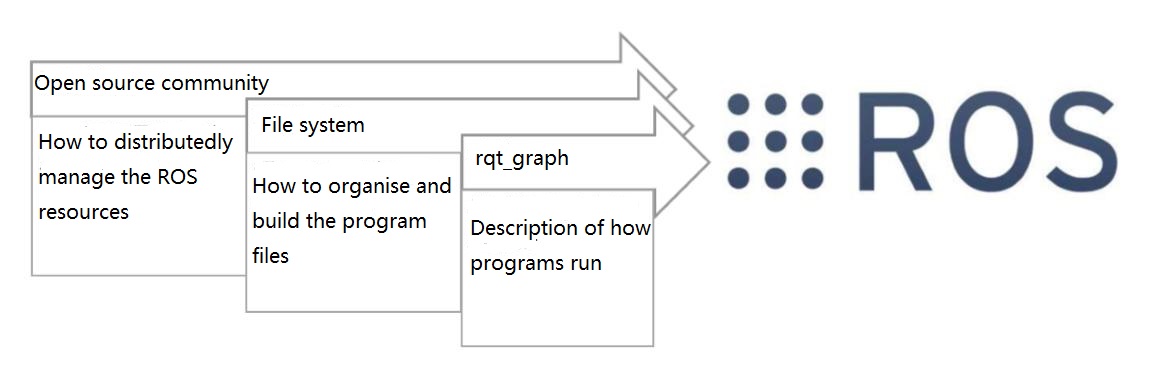 Open source community
How to distributedly
manage the ROS
resources
File system
How to organise and
build the program
files
rqt_graph
Description of how
programs run
ROS